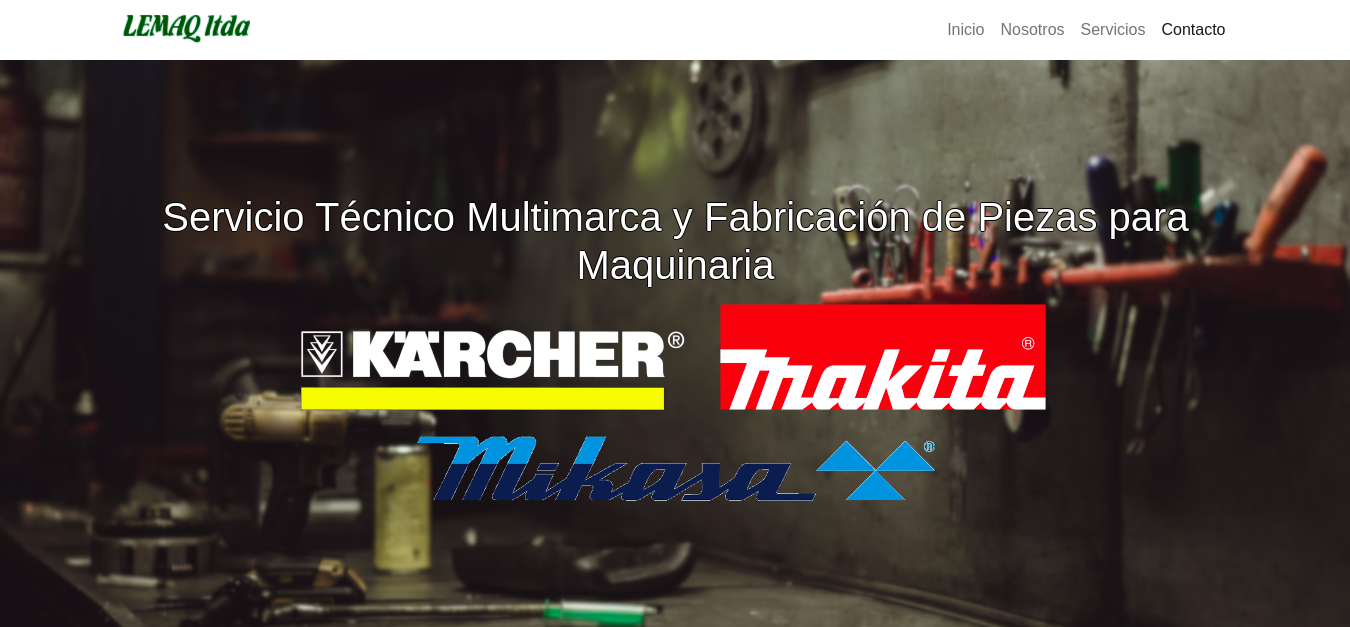 LEMAQ ltda
Inicio Nosotros Servicios Contacto
Servicio Técnico Multimarca y Fabricación de Piezas para
Maquinaria
KÄRCHER®
makita®
Mikasa®